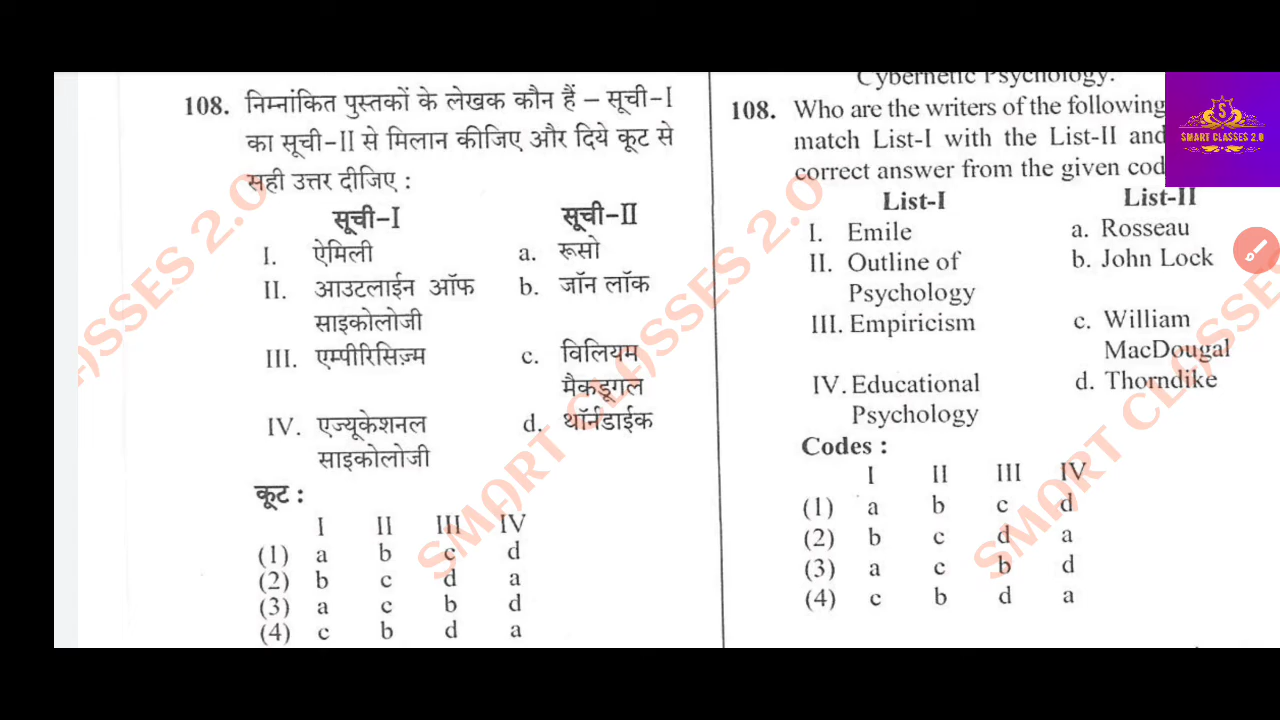 108. निम्नांकित पुस्तकों के लेखक कौन हैं – सूची-I
का सूची-II से मिलान कीजिए और दिये कूट से
सही उत्तर दीजिए :
सूची-I सूची-II
I. ऐमिली a. रूसो
II. आउटलाईन ऑफ b. जॉन लॉक
साइकोलोजी
III. एम्पीरिसिज़्म c. विलियम
मैकडूगल
IV. एज्यूकेशनल d. थॉर्नडाईक
साइकोलोजी
कूट :
I II III IV
(1) a b c d
(2) b c d a
(3) a c b d
(4) c b d a
Cybernetic Psychology.
108. Who are the writers of the following
match List-I with the List-II and
correct answer from the given cod
List-I List-II
I. Emile a. Rosseau
II. Outline of b. John Lock
Psychology
III. Empiricism c. William
MacDougal
IV. Educational d. Thorndike
Psychology
Codes :
I II III IV
(1) a b c d
(2) b c d a
(3) a c b d
(4) c b d a
S
SMART CLASSES 2.0
SMART CLASSES 2.0